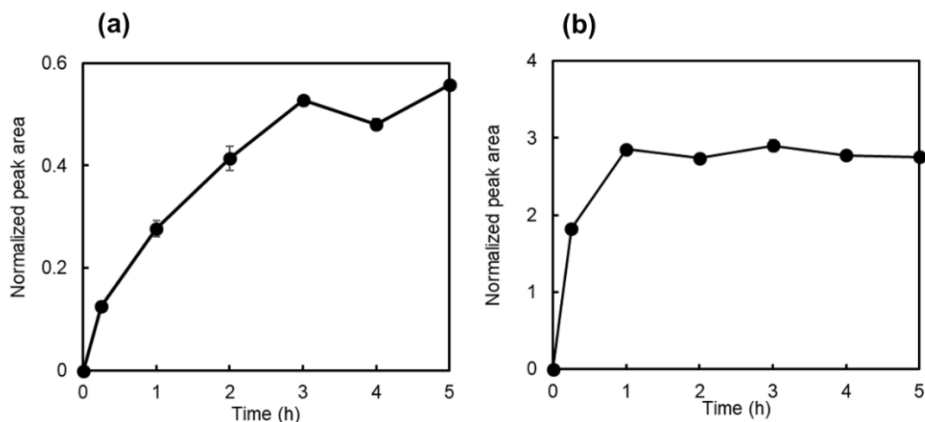 (a)
Normalized peak area
0.6
0.4
0.2
0
0 1 2 3 4 5
Time (h)
(b)
Normalized peak area
4
3
2
1
0
0 1 2 3 4 5
Time (h)